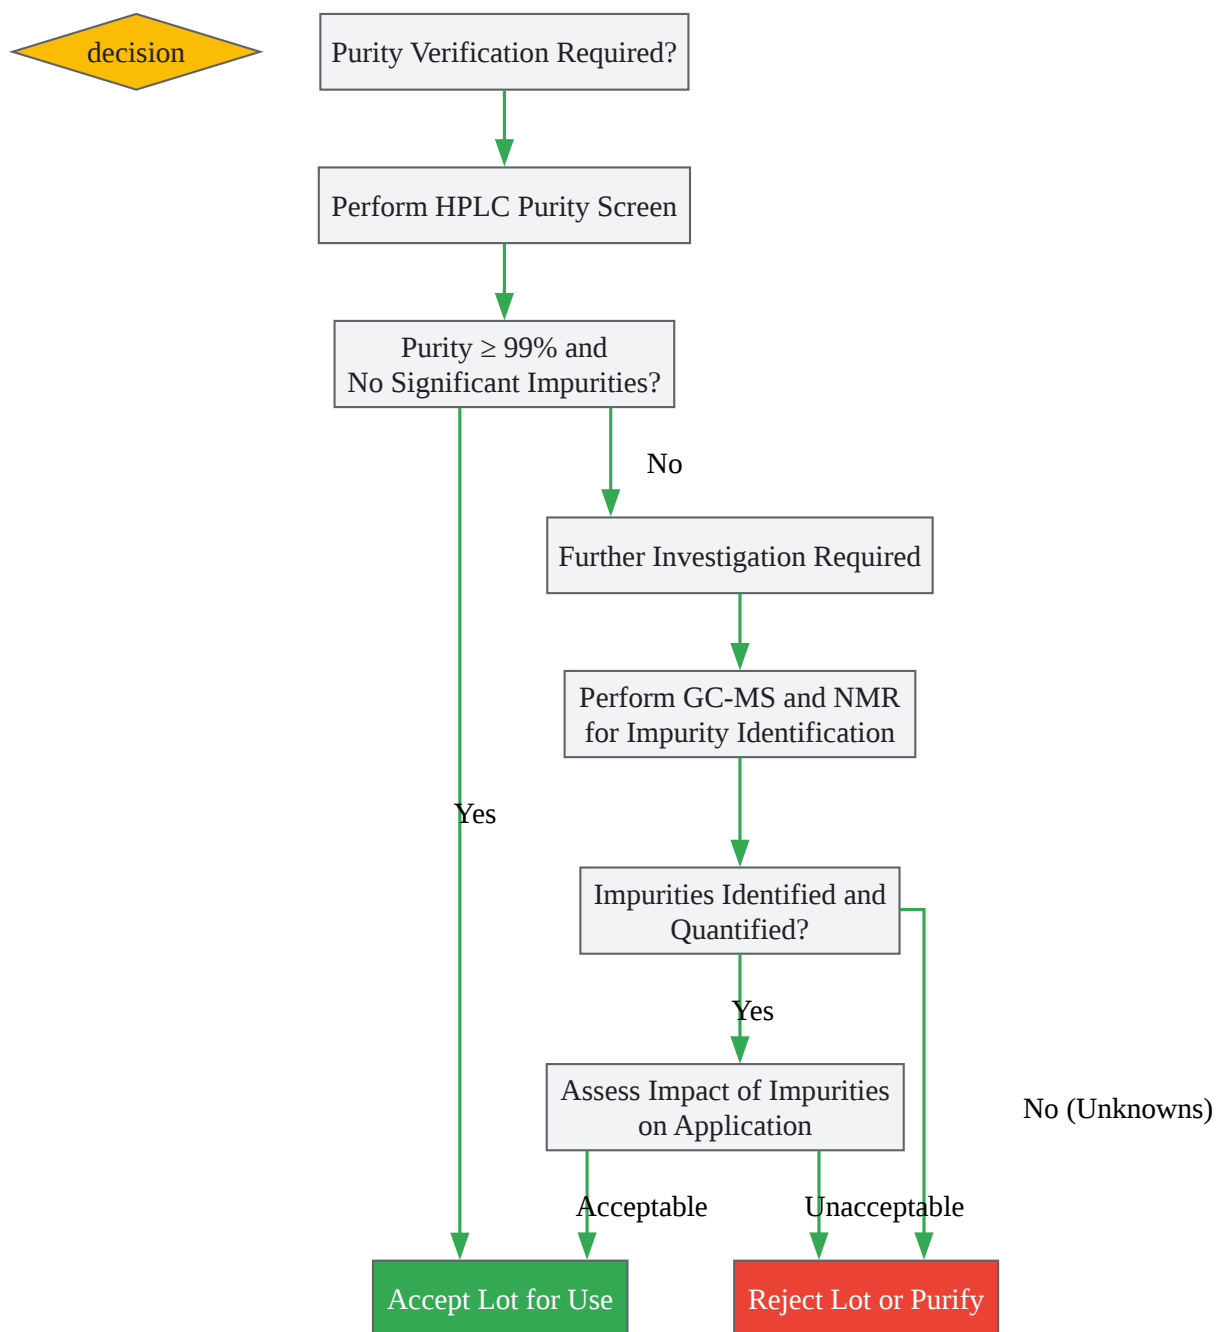 decision
Purity Verification Required?
Perform HPLC Purity Screen
Purity ≥ 99% and
No Significant Impurities?
No
Further Investigation Required
Perform GC-MS and NMR
for Impurity Identification
Yes
Impurities Identified and
Quantified?
Yes
Assess Impact of Impurities
on Application
No (Unknowns)
Acceptable
Unacceptable
Accept Lot for Use
Reject Lot or Purify